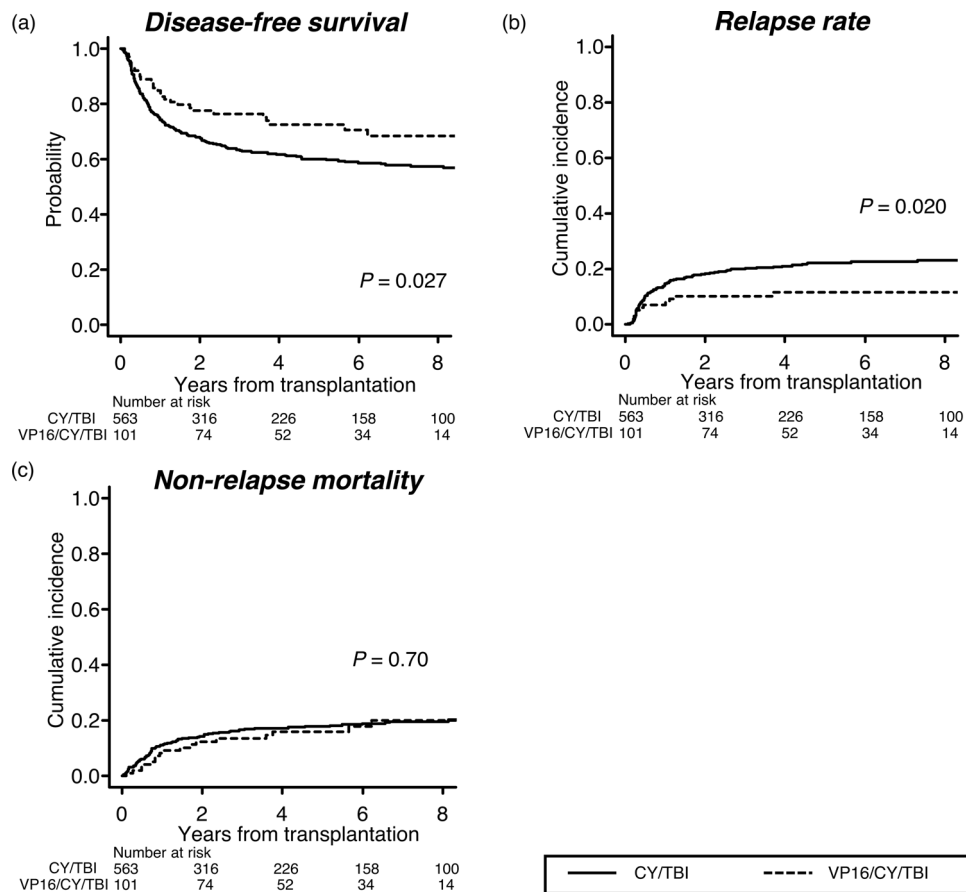 (a) Disease-free survival
1.0
0.8
0.6
0.4
0.2
0.0
Probability
P = 0.027
0 2 4 6 8
Years from transplantation
Number at risk
CY/TBI 563 316 226 158 100
VP16/CY/TBI 101 74 52 34 14
(b) Relapse rate
1.0
0.8
0.6
0.4
0.2
0.0
Cumulative incidence
P = 0.020
0 2 4 6 8
Years from transplantation
Number at risk
CY/TBI 563 316 226 158 100
VP16/CY/TBI 101 74 52 34 14
(c) Non-relapse mortality
1.0
0.8
0.6
0.4
0.2
0.0
Cumulative incidence
P = 0.70
0 2 4 6 8
Years from transplantation
Number at risk
CY/TBI 563 316 226 158 100
VP16/CY/TBI 101 74 52 34 14
CY/TBI VP16/CY/TBI